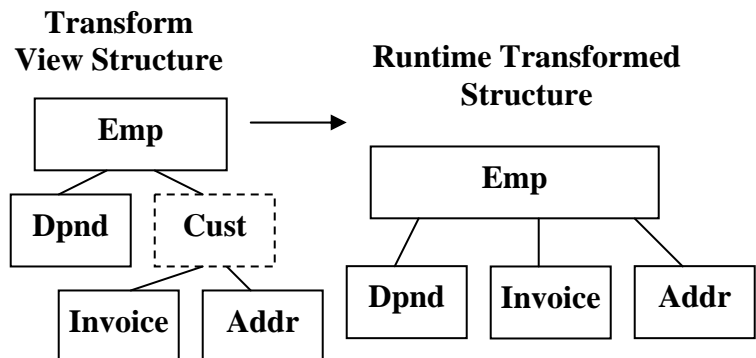 Transform
View Structure
Runtime Transformed
Structure
Emp
Dpnd
Cust
Invoice
Addr
Emp
Dpnd
Invoice
Addr